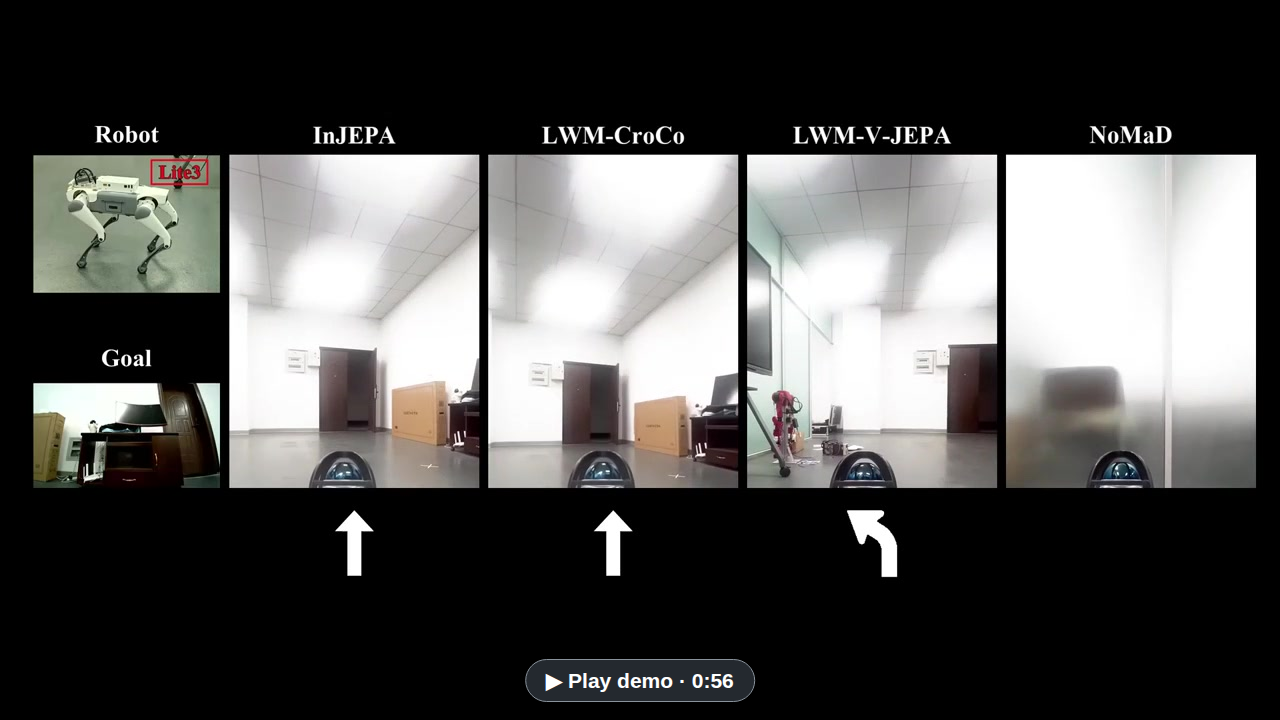 Robot
InJEPA
LWM-CroCo
LWM-V-JEPA
NoMaD
Lite3
Goal
▶ Play demo · 0:56